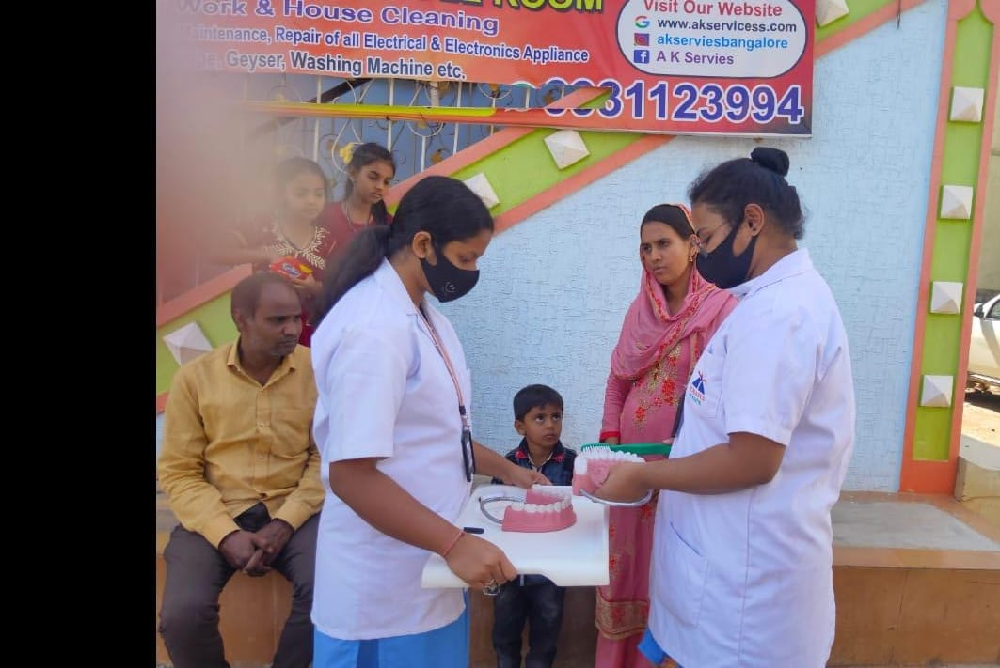 ROOM
Work & House Cleaning
Maintenance, Repair of all Electrical & Electronics Appliance
Geyser, Washing Machine etc.
Visit Our Website
www.akservicess.com
akserviesbangalore
A K Servies
31123994